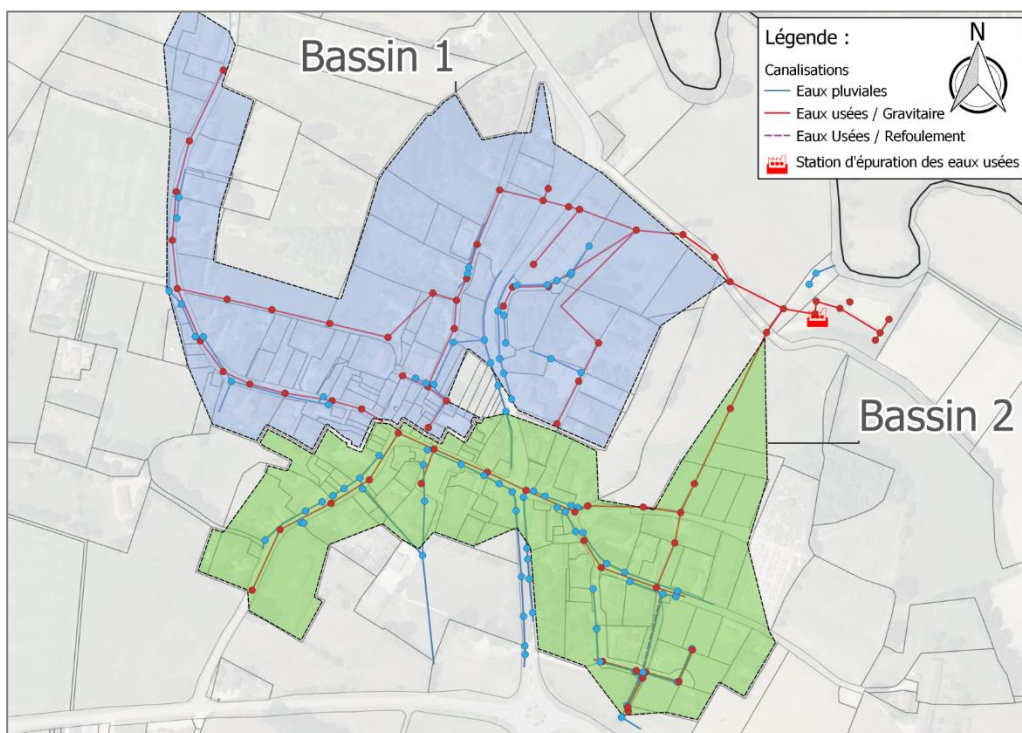 Bassin 1
Légende :
N
Canalisations
Eaux pluviales
Eaux usées / Gravitaire
Eaux Usées / Refoulement
Station d'épuration des eaux usées
Bassin 2